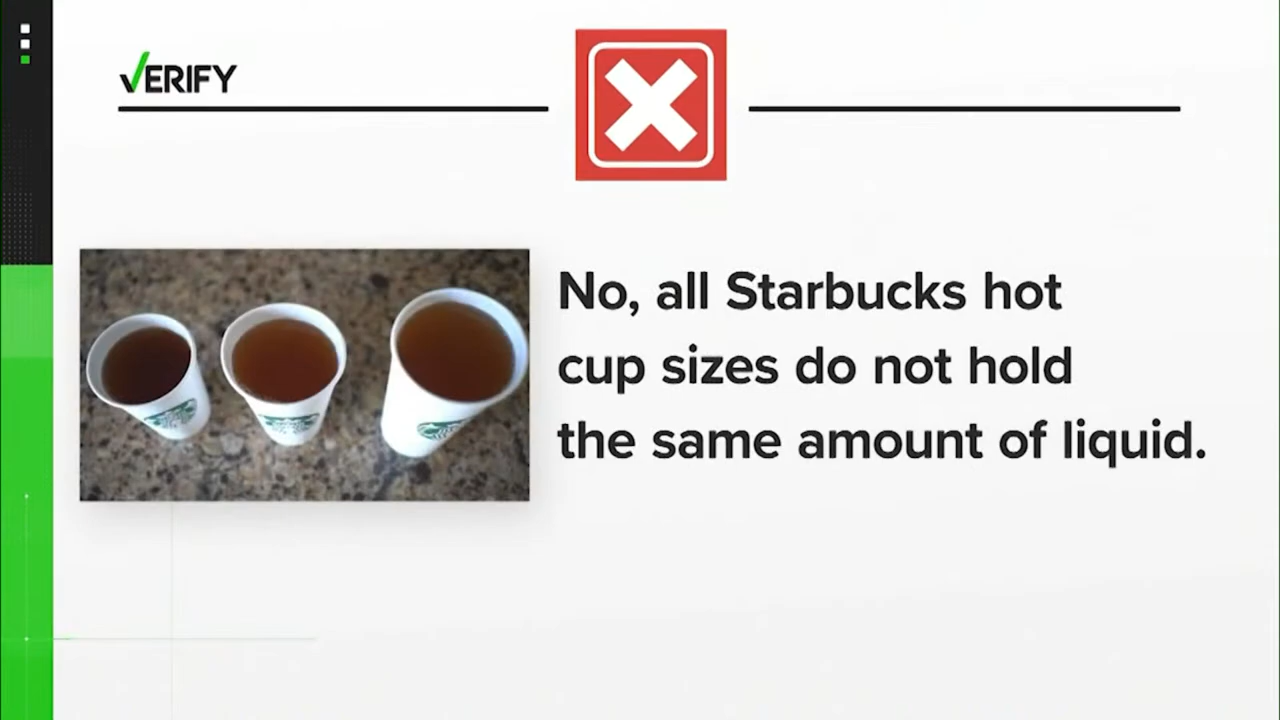 VERIFY
No, all Starbucks hot
cup sizes do not hold
the same amount of liquid.